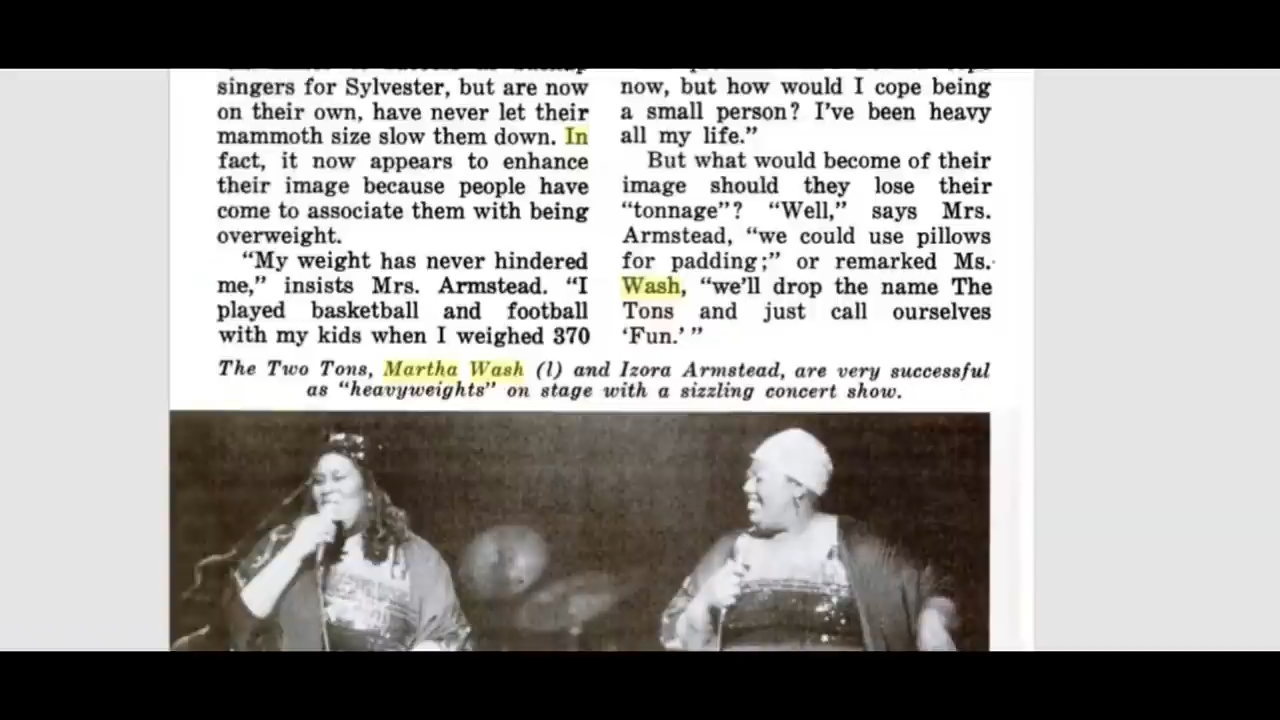 singers for Sylvester, but are now
on their own, have never let their
mammoth size slow them down. In
fact, it now appears to enhance
their image because people have
come to associate them with being
overweight.
“My weight has never hindered
me,” insists Mrs. Armstead. “I
played basketball and football
with my kids when I weighed 370
now, but how would I cope being
a small person? I’ve been heavy
all my life.”
But what would become of their
image should they lose their
“tonnage”? “Well,” says Mrs.
Armstead, “we could use pillows
for padding;” or remarked Ms.
Wash, “we’ll drop the name The
Tons and just call ourselves
‘Fun.’ ”
The Two Tons, Martha Wash (l) and Izora Armstead, are very successful
as “heavyweights” on stage with a sizzling concert show.